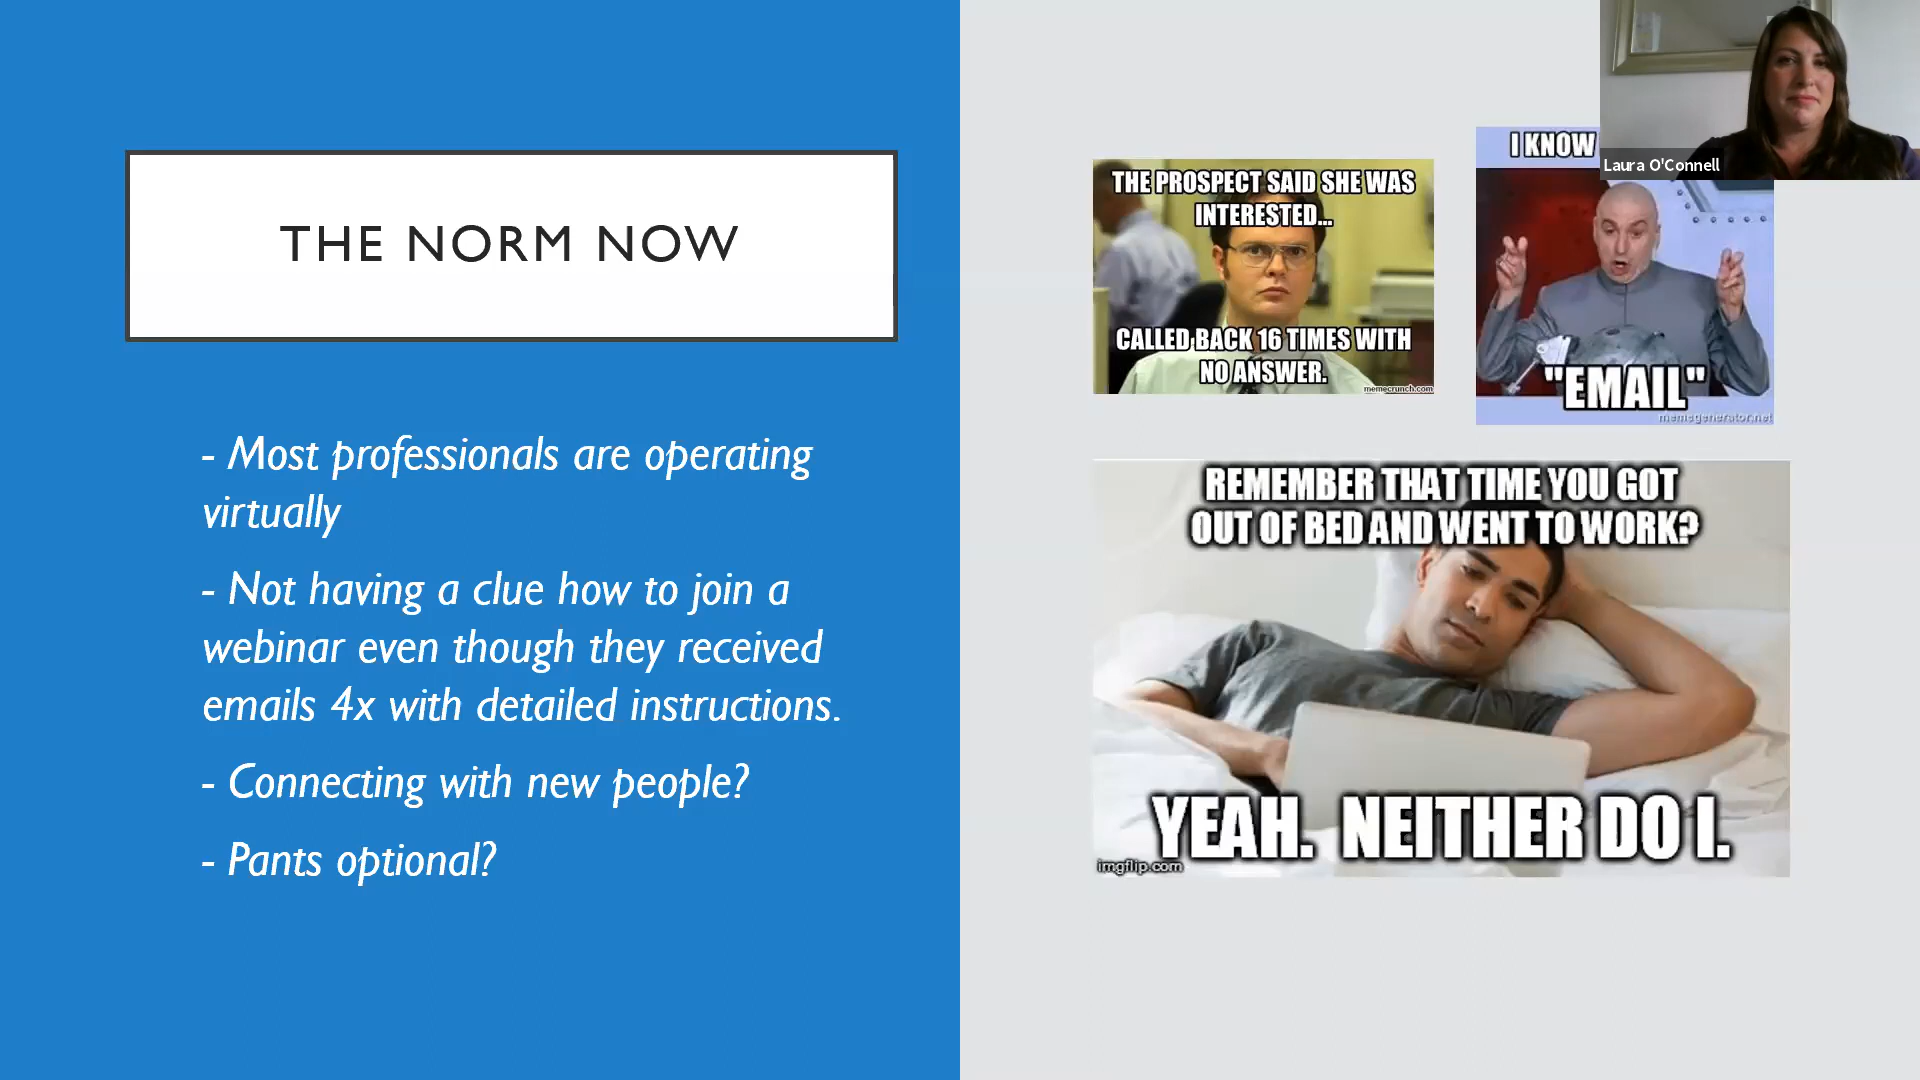 THE NORM NOW
- Most professionals are operating
virtually
- Not having a clue how to join a
webinar even though they received
emails 4x with detailed instructions.
- Connecting with new people?
- Pants optional?
THE PROSPECT SAID SHE WAS
INTERESTED...
CALLED BACK 16 TIMES WITH
NO ANSWER.
memecrunch.com
I KNOW
"EMAIL"
memegenerator.net
Laura O'Connell
REMEMBER THAT TIME YOU GOT
OUT OF BED AND WENT TO WORK?
YEAH. NEITHER DO I.
imgflip.com